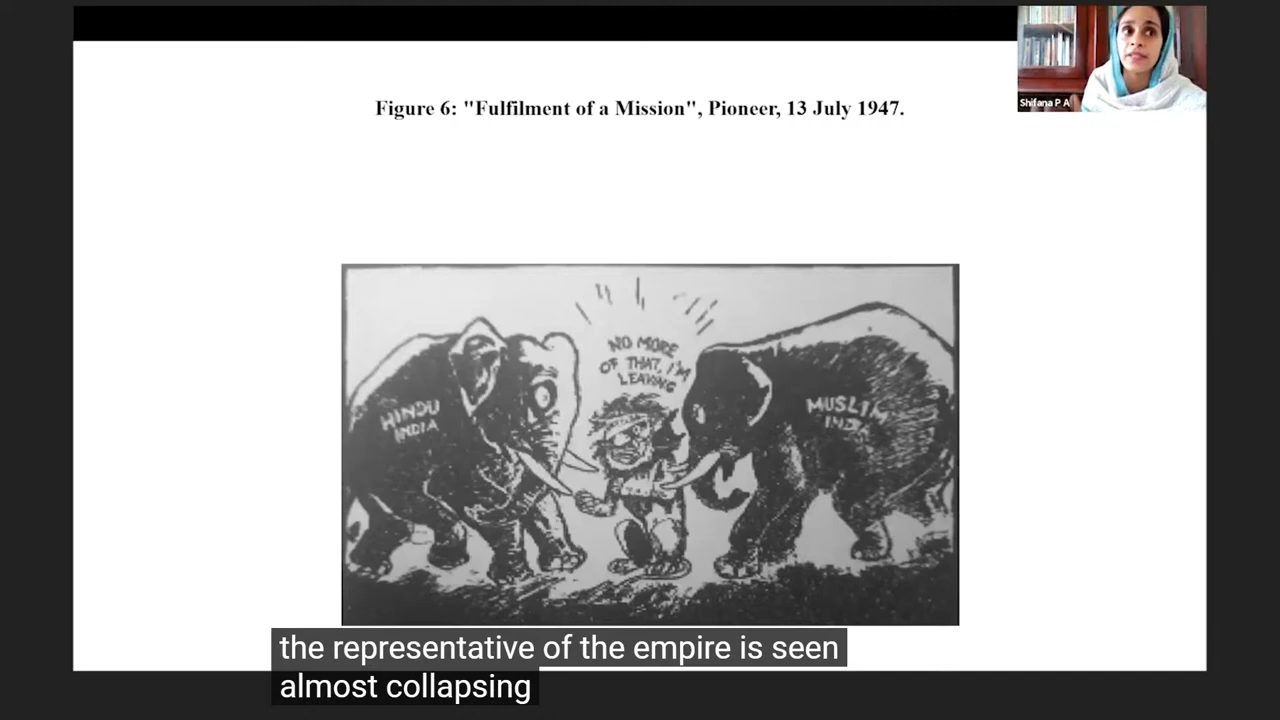 Figure 6: "Fulfilment of a Mission", Pioneer, 13 July 1947.
Shifana P A
NO MORE
OF THAT, I'M
LEAVING
HINDU
INDIA
MUSLIM
INDIA
the representative of the empire is seen
almost collapsing